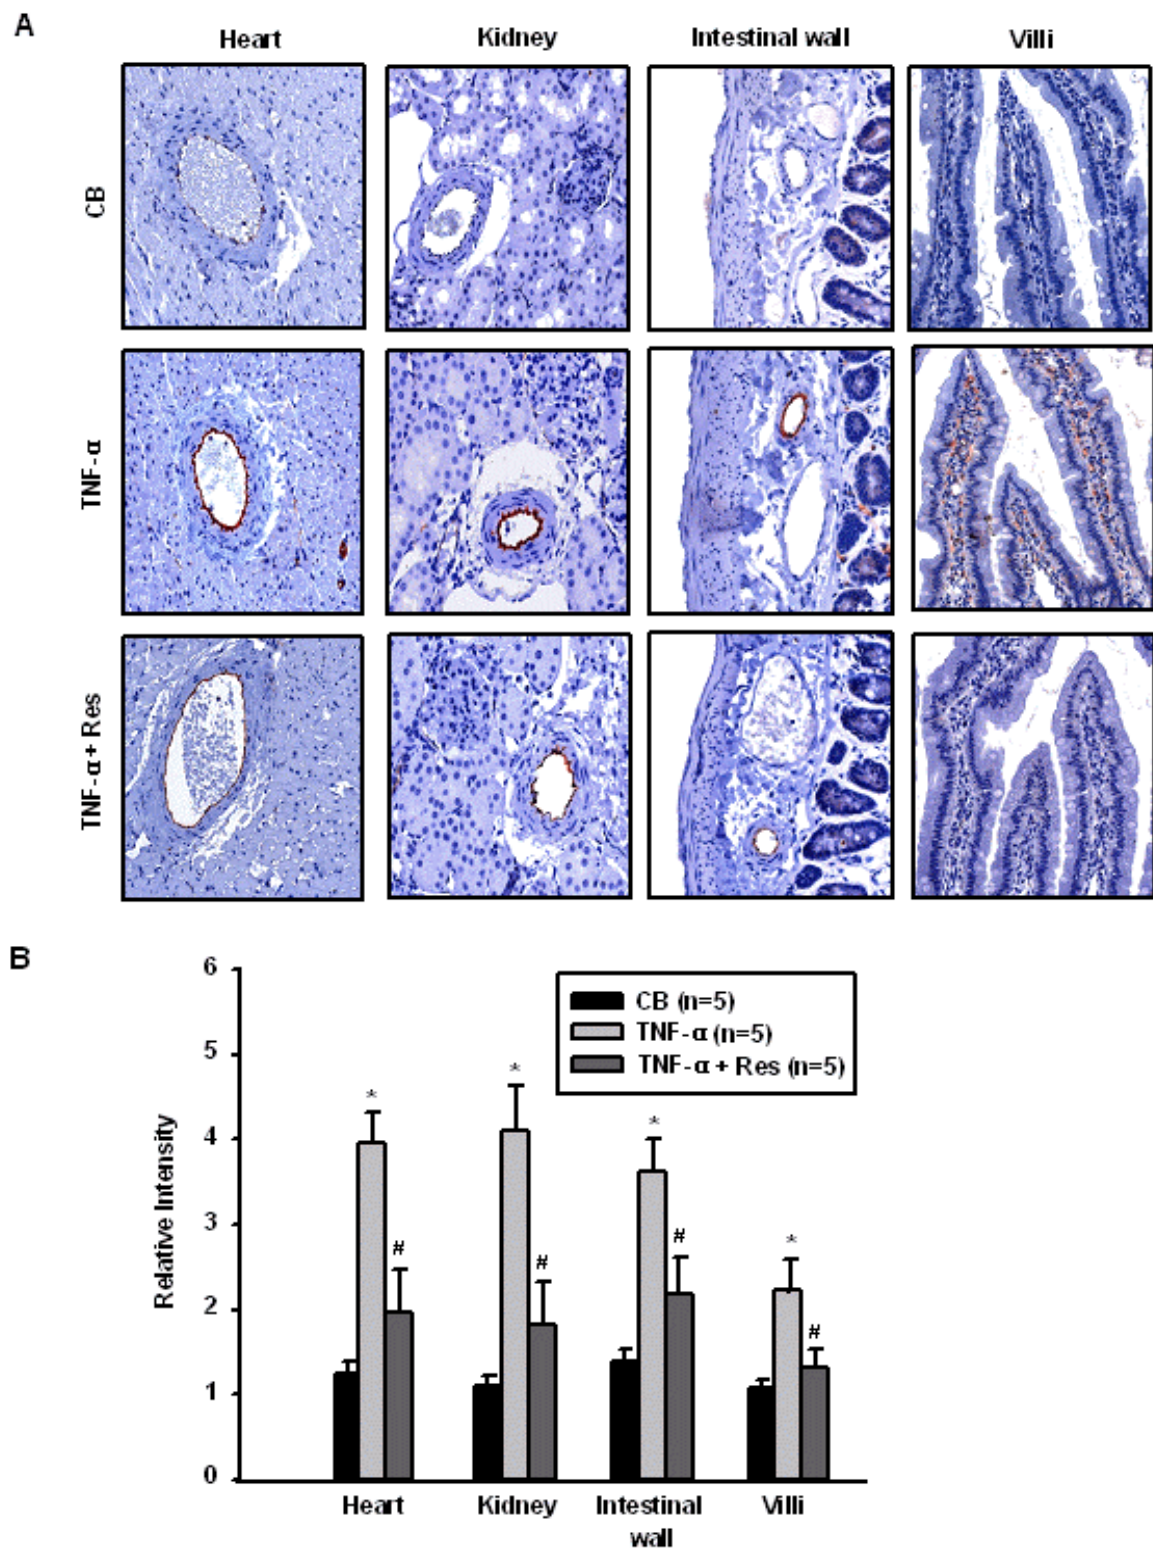 A
Heart Kidney Intestinal wall Villi
CB
TNF-α
TNF-α + Res
B
6
5
4
3
2
1
0
Relative Intensity
CB (n=5)
TNF-α (n=5)
TNF-α + Res (n=5)
* * * *
# # # #
Heart Kidney Intestinal Villi
wall